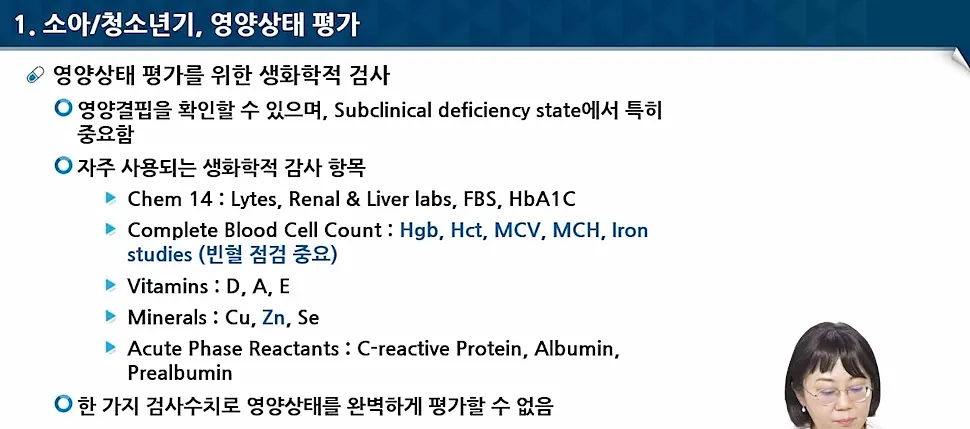 1. 소아/청소년기, 영양상태 평가
영양상태 평가를 위한 생화학적 검사
영양결핍을 확인할 수 있으며, Subclinical deficiency state에서 특히
중요함
자주 사용되는 생화학적 감사 항목
Chem 14 : Lytes, Renal & Liver labs, FBS, HbA1C
Complete Blood Cell Count : Hgb, Hct, MCV, MCH, Iron
studies (빈혈 점검 중요)
Vitamins : D, A, E
Minerals : Cu, Zn, Se
Acute Phase Reactants : C-reactive Protein, Albumin,
Prealbumin
한 가지 검사수치로 영양상태를 완벽하게 평가할 수 없음